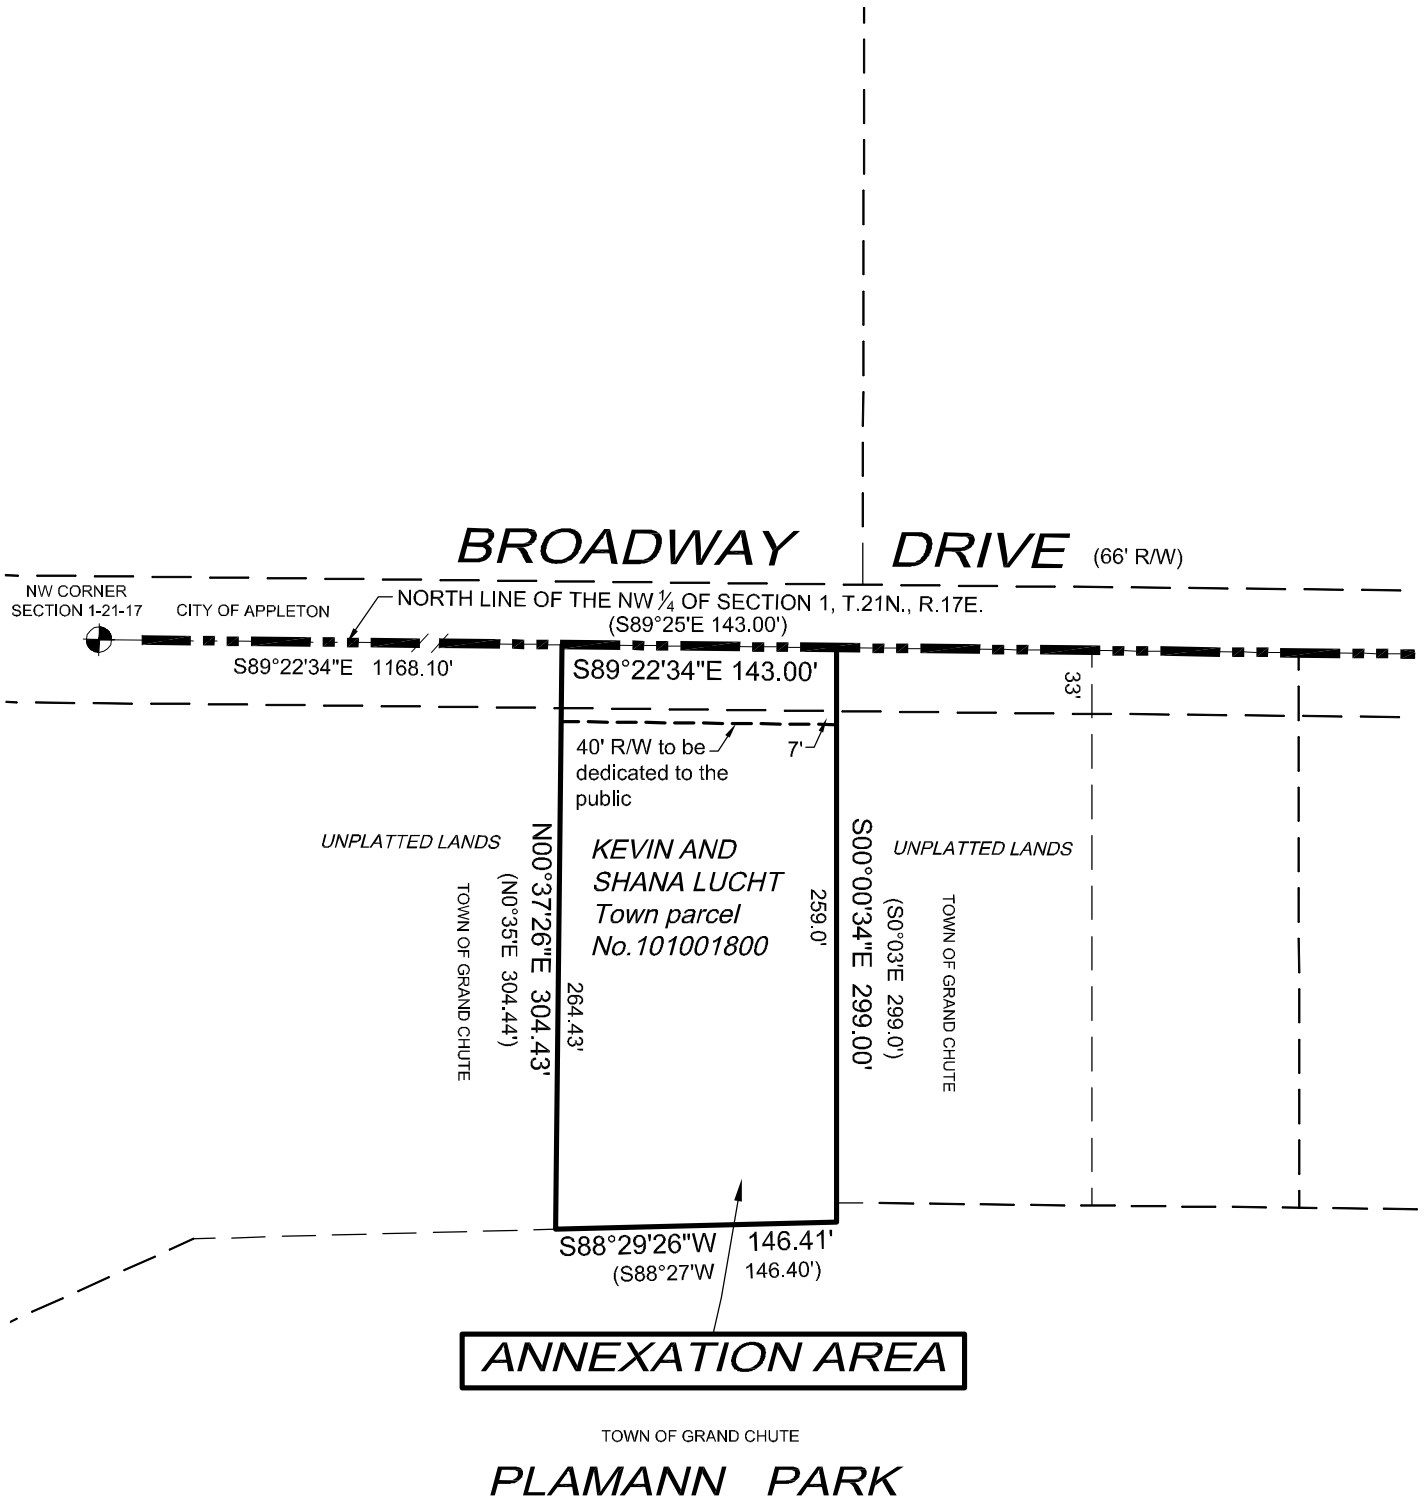 BROADWAY DRIVE (66' R/W)
NW CORNER
SECTION 1-21-17
CITY OF APPLETON
NORTH LINE OF THE NW 1/4 OF SECTION 1, T.21N., R.17E.
(S89°25'E 143.00')
S89°22'34"E 1168.10'
S89°22'34"E 143.00'
33'
40' R/W to be
dedicated to the
public
7'
UNPLATTED LANDS
TOWN OF GRAND CHUTE
(N0°35'E 304.44')
N00°37'26"E 304.43'
264.43'
KEVIN AND
SHANA LUCHT
Town parcel
No.101001800
259.0'
S00°00'34"E 299.00'
(S0°03'E 299.0')
UNPLATTED LANDS
TOWN OF GRAND CHUTE
S88°29'26"W 146.41'
(S88°27'W 146.40')
ANNEXATION AREA
TOWN OF GRAND CHUTE
PLAMANN PARK